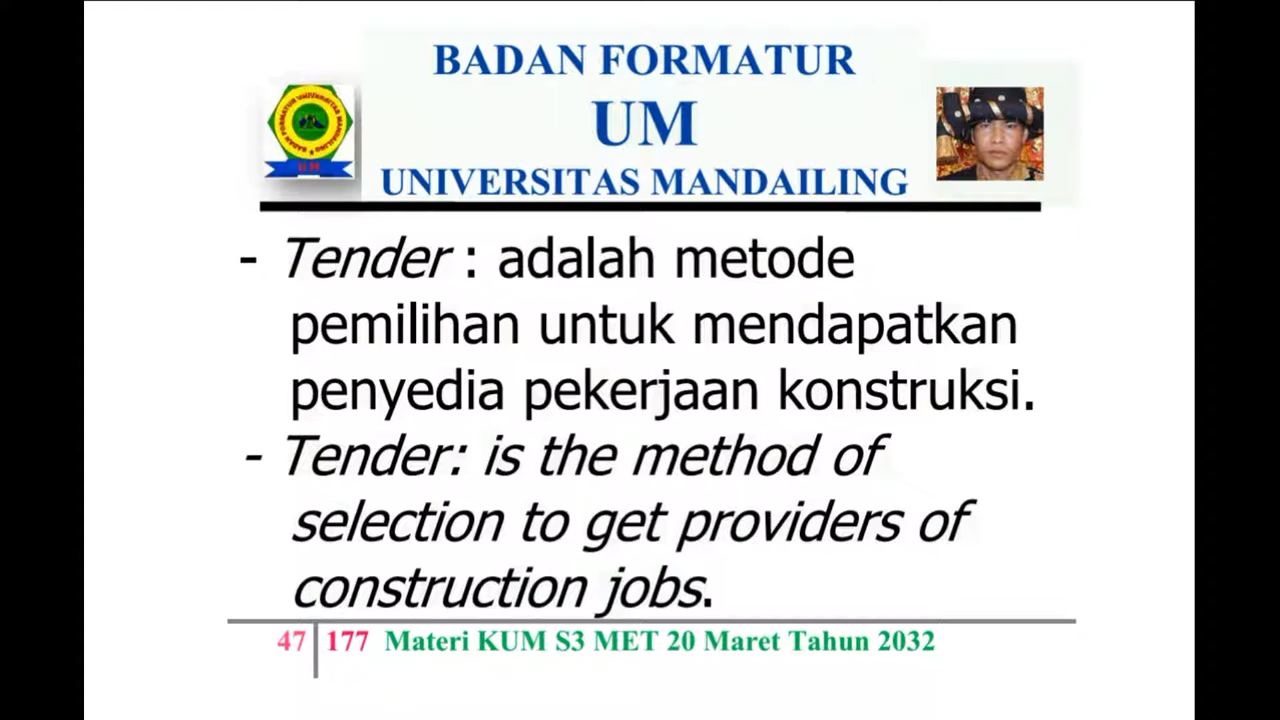 BADAN FORMATUR
UM
UNIVERSITAS MANDAILING
- Tender : adalah metode
pemilihan untuk mendapatkan
penyedia pekerjaan konstruksi.
- Tender: is the method of
selection to get providers of
construction jobs.
47 177 Materi KUM S3 MET 20 Maret Tahun 2032